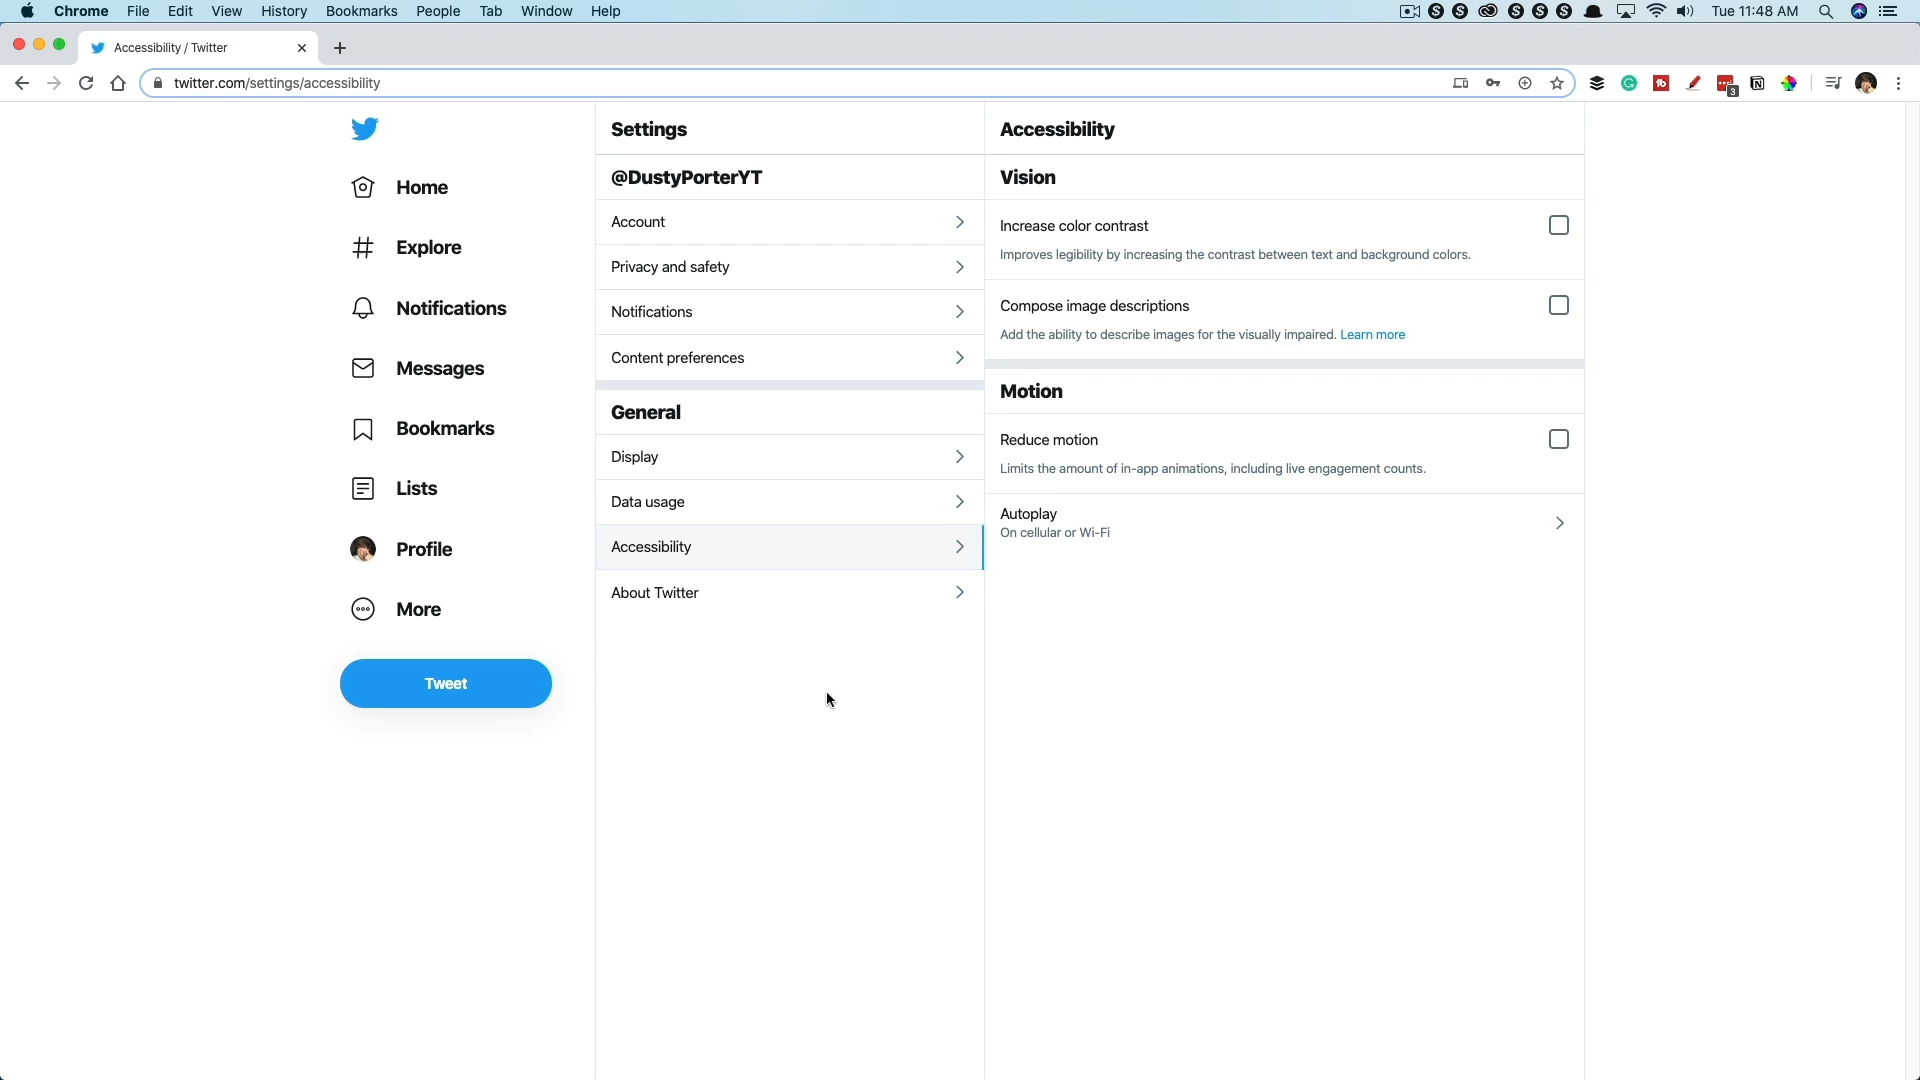 Chrome File Edit View History Bookmarks People Tab Window Help
Tue 11:48 AM
Accessibility / Twitter
twitter.com/settings/accessibility
3
Home
Explore
Notifications
Messages
Bookmarks
Lists
Profile
More
Tweet
Settings
@DustyPorterYT
Account
Privacy and safety
Notifications
Content preferences
General
Display
Data usage
Accessibility
About Twitter
Accessibility
Vision
Increase color contrast
Improves legibility by increasing the contrast between text and background colors.
Compose image descriptions
Add the ability to describe images for the visually impaired. Learn more
Motion
Reduce motion
Limits the amount of in-app animations, including live engagement counts.
Autoplay
On cellular or Wi-Fi